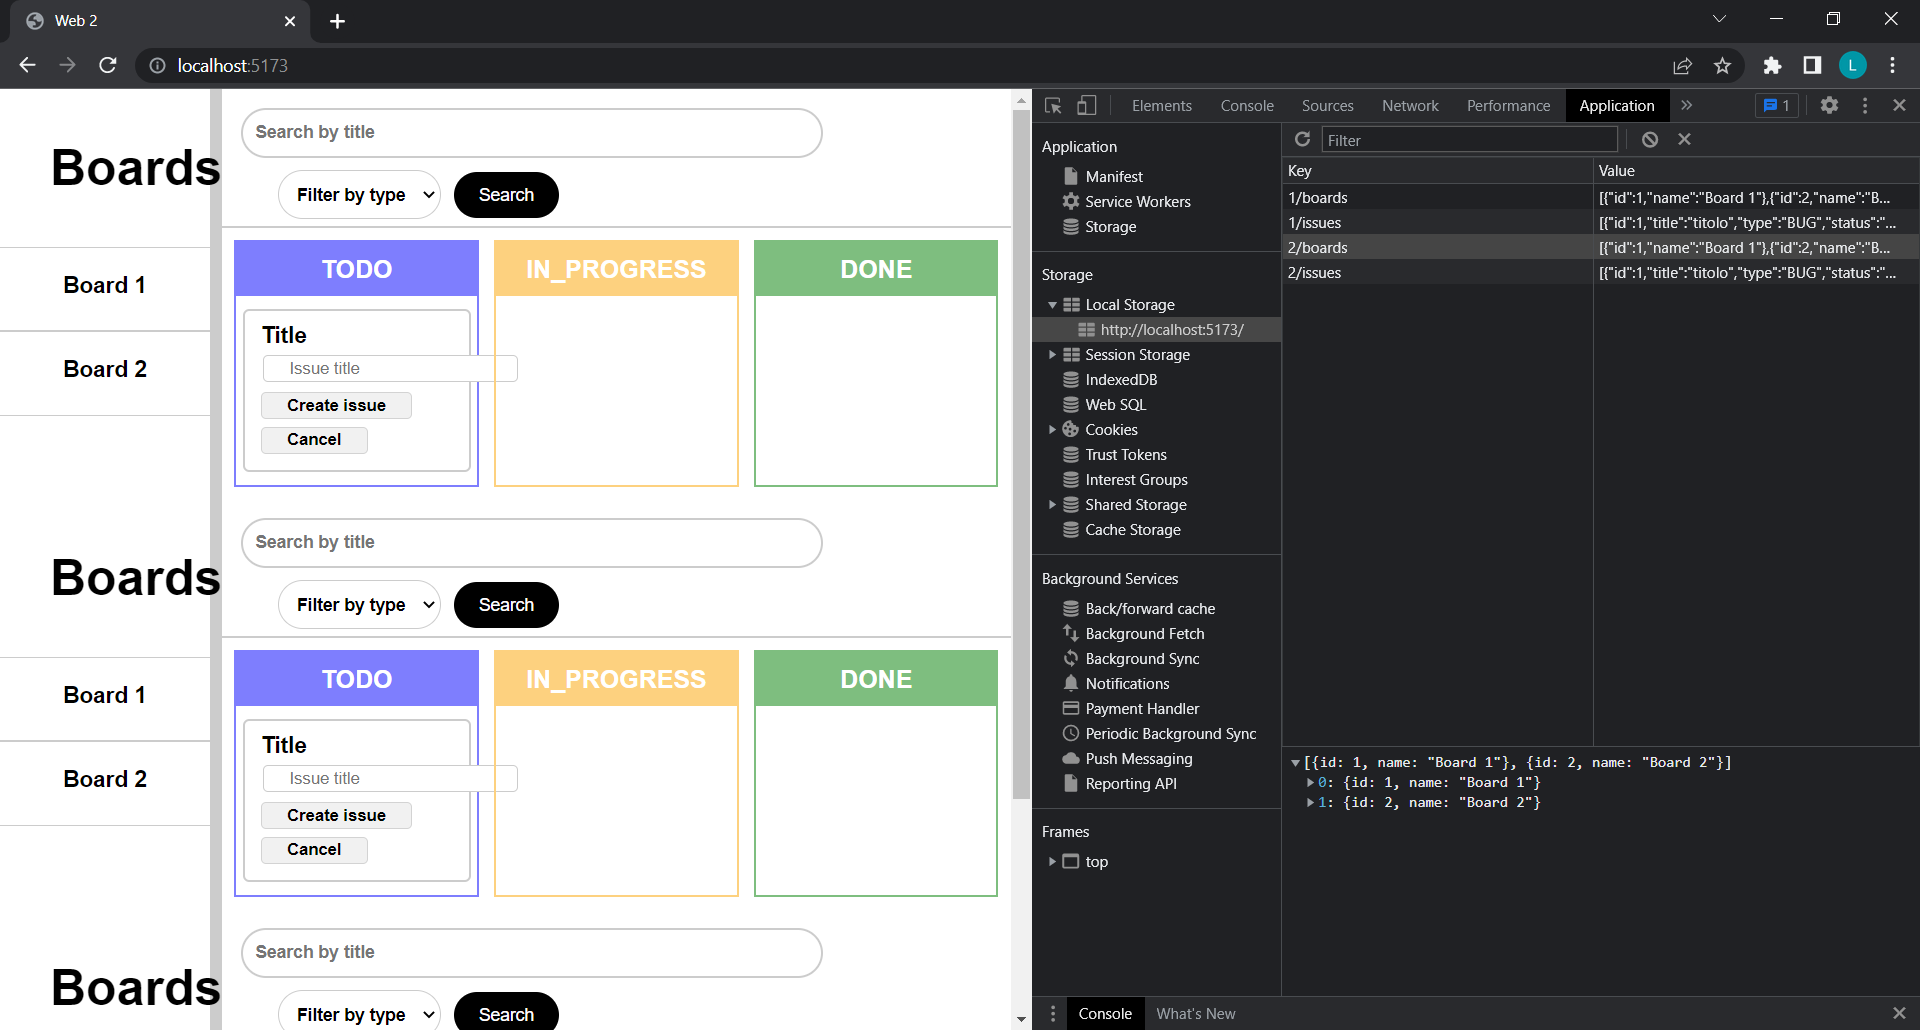 Web 2
localhost:5173
L
Boards
Board 1
Board 2
Boards
Board 1
Board 2
Boards
Search by title
Filter by type
Search
TODO
IN_PROGRESS
DONE
Title
Issue title
Create issue
Cancel
Search by title
Filter by type
Search
TODO
IN_PROGRESS
DONE
Title
Issue title
Create issue
Cancel
Search by title
Filter by type
Search
Elements Console Sources Network Performance Application 1
Application
Manifest
Service Workers
Storage
Storage
Local Storage
http://localhost:5173/
Session Storage
IndexedDB
Web SQL
Cookies
Trust Tokens
Interest Groups
Shared Storage
Cache Storage
Background Services
Back/forward cache
Background Fetch
Background Sync
Notifications
Payment Handler
Periodic Background Sync
Push Messaging
Reporting API
Frames
top
Filter
Key Value
1/boards [{"id":1,"name":"Board 1"},{"id":2,"name":"B...
1/issues [{"id":1,"title":"titolo","type":"BUG","status":"...
2/boards [{"id":1,"name":"Board 1"},{"id":2,"name":"B...
2/issues [{"id":1,"title":"titolo","type":"BUG","status":"...
[{id: 1, name: "Board 1"}, {id: 2, name: "Board 2"}]
0: {id: 1, name: "Board 1"}
1: {id: 2, name: "Board 2"}
Console What's New